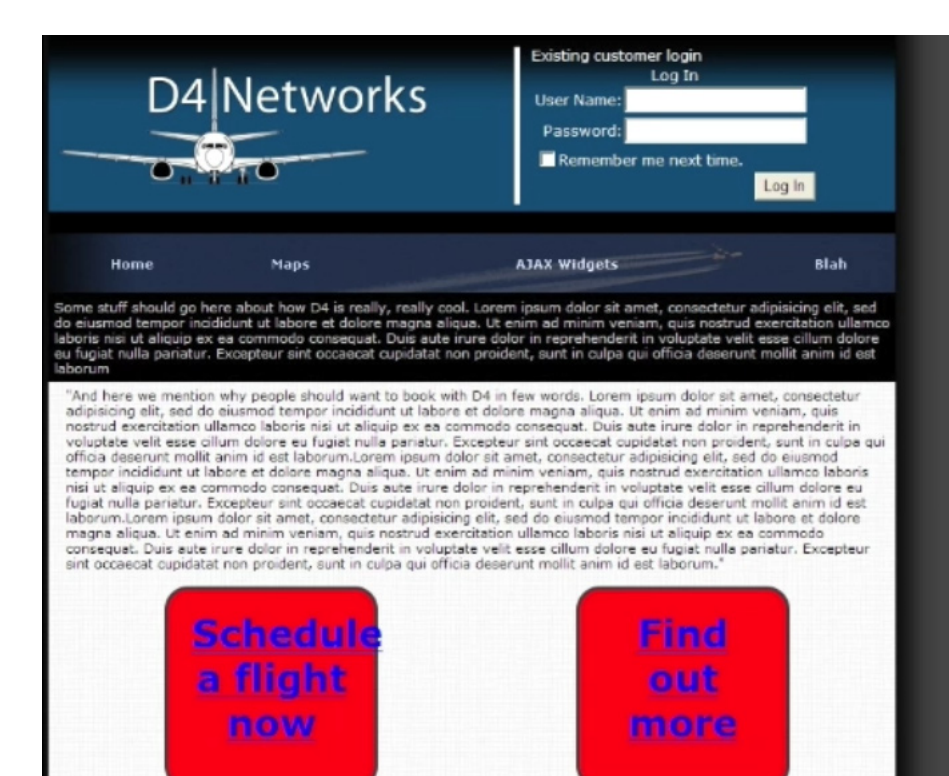 D4 Networks
Existing customer login
Log In
User Name:
Password:
Remember me next time.
Log In
Home Maps AJAX Widgets Blah
Some stuff should go here about how D4 is really, really cool. Lorem ipsum dolor sit amet, consectetur adipisicing elit, sed
do eiusmod tempor incididunt ut labore et dolore magna aliqua. Ut enim ad minim veniam, quis nostrud exercitation ullamco
laboris nisi ut aliquip ex ea commodo consequat. Duis aute irure dolor in reprehenderit in voluptate velit esse cillum dolore
eu fugiat nulla pariatur. Excepteur sint occaecat cupidatat non proident, sunt in culpa qui officia deserunt mollit anim id est
laborum
"And here we mention why people should want to book with D4 in few words. Lorem ipsum dolor sit amet, consectetur
adipisicing elit, sed do eiusmod tempor incididunt ut labore et dolore magna aliqua. Ut enim ad minim veniam, quis
nostrud exercitation ullamco laboris nisi ut aliquip ex ea commodo consequat. Duis aute irure dolor in reprehenderit in
voluptate velit esse cillum dolore eu fugiat nulla pariatur. Excepteur sint occaecat cupidatat non proident, sunt in culpa qui
officia deserunt mollit anim id est laborum.Lorem ipsum dolor sit amet, consectetur adipisicing elit, sed do eiusmod
tempor incididunt ut labore et dolore magna aliqua. Ut enim ad minim veniam, quis nostrud exercitation ullamco laboris
nisi ut aliquip ex ea commodo consequat. Duis aute irure dolor in reprehenderit in voluptate velit esse cillum dolore eu
fugiat nulla pariatur. Excepteur sint occaecat cupidatat non proident, sunt in culpa qui officia deserunt mollit anim id est
laborum.Lorem ipsum dolor sit amet, consectetur adipisicing elit, sed do eiusmod tempor incididunt ut labore et dolore
magna aliqua. Ut enim ad minim veniam, quis nostrud exercitation ullamco laboris nisi ut aliquip ex ea commodo
consequat. Duis aute irure dolor in reprehenderit in voluptate velit esse cillum dolore eu fugiat nulla pariatur. Excepteur
sint occaecat cupidatat non proident, sunt in culpa qui officia deserunt mollit anim id est laborum."
Schedule
a flight
now
Find
out
more